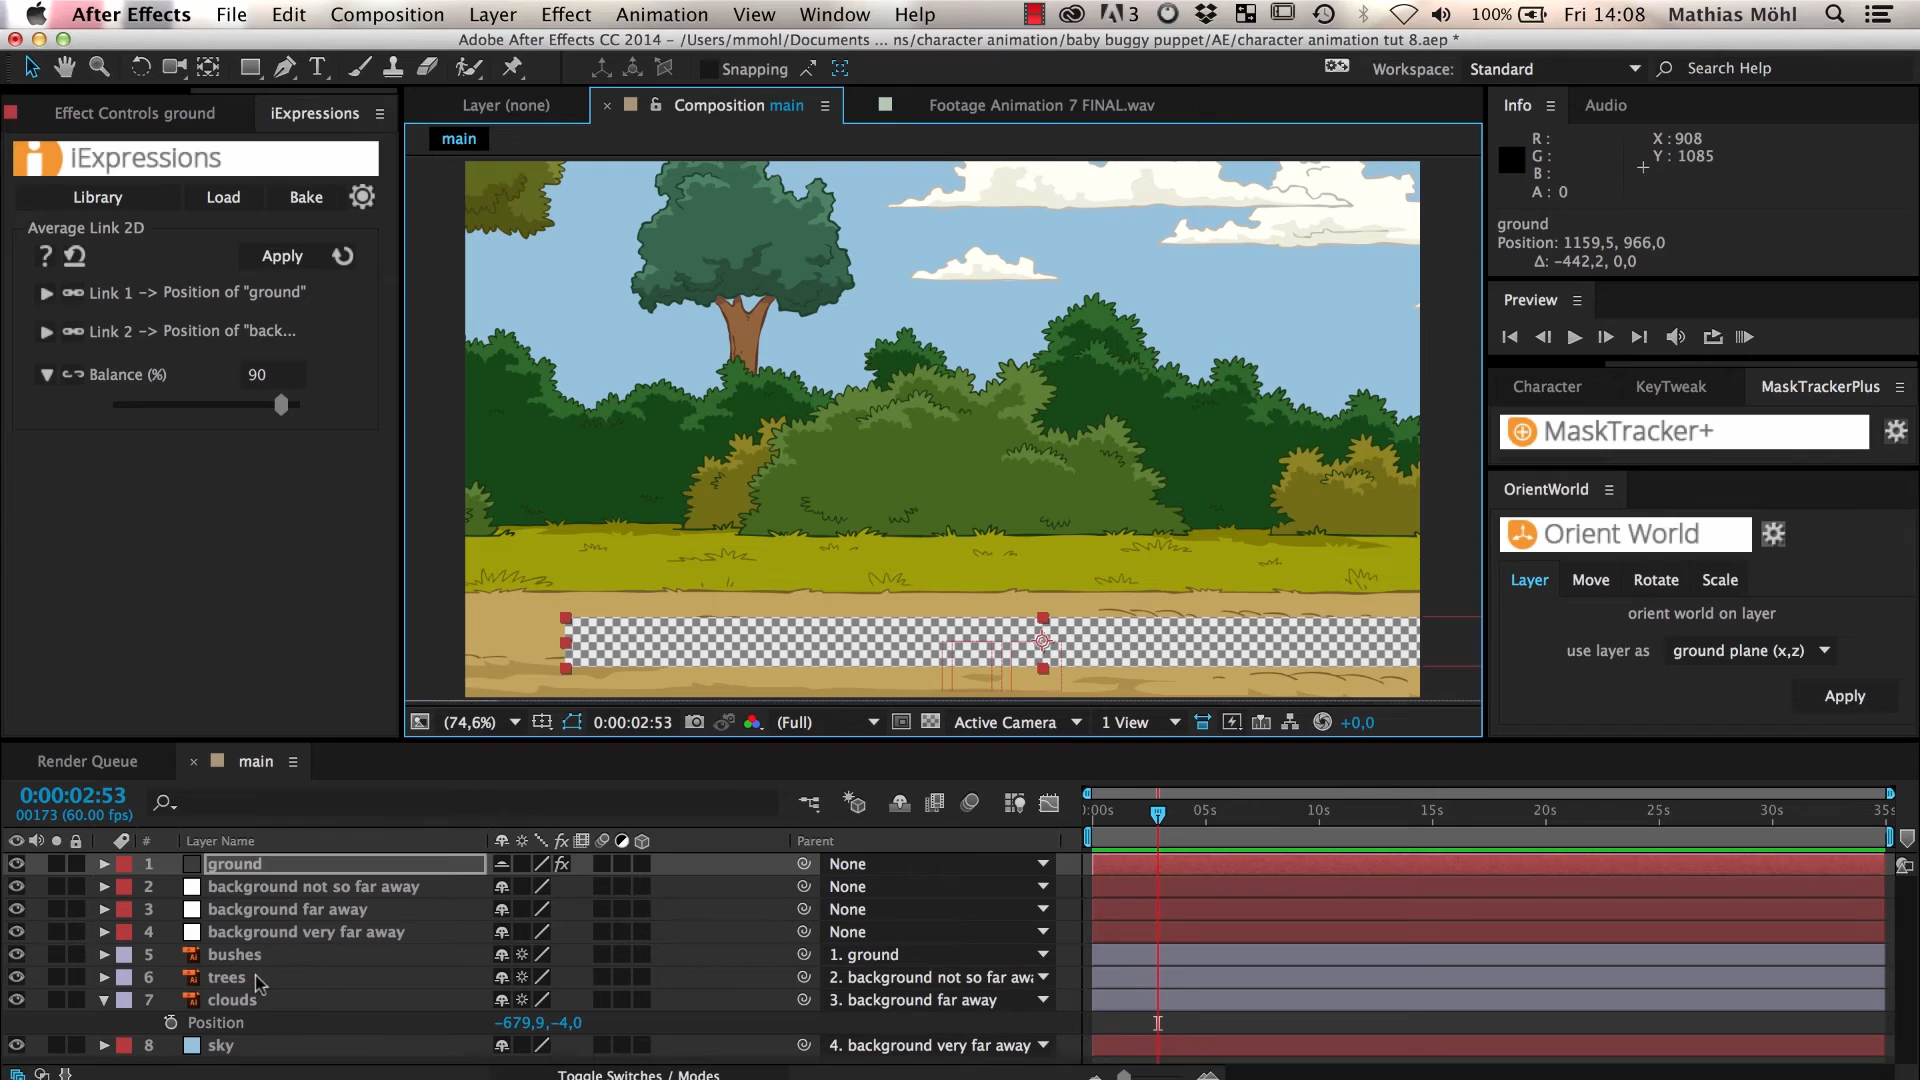 After Effects File Edit Composition Layer Effect Animation View Window Help 3 100% Fri 14:08 Mathias Möhl
Adobe After Effects CC 2014 – /Users/mmohl/Documents ... ns/character animation/baby buggy puppet/AE/character animation tut 8.aep *
Snapping Workspace: Standard Search Help
Effect Controls ground iExpressions
iExpressions
Library Load Bake
Average Link 2D
? Apply
Link 1 -> Position of "ground"
Link 2 -> Position of "back...
Balance (%) 90
Layer (none) × Composition main Footage Animation 7 FINAL.wav
main
(74,6%) 0:00:02:53 (Full) Active Camera 1 View +0,0
Info Audio
R : X : 908
G : Y : 1085
B :
A : 0
ground
Position: 1159,5, 966,0
Δ: -442,2, 0,0
Preview
Character KeyTweak MaskTrackerPlus
MaskTracker+
OrientWorld
Orient World
Layer Move Rotate Scale
orient world on layer
use layer as ground plane (x,z)
Apply
Render Queue × main
0:00:02:53
00173 (60.00 fps)
0:00s 05s 10s 15s 20s 25s 30s 35s
# Layer Name fx Parent
1 ground fx None
2 background not so far away None
3 background far away None
4 background very far away None
5 Ai bushes 1. ground
6 Ai trees 2. background not so far awa
7 Ai clouds 3. background far away
Position -679,9,-4,0
8 sky 4. background very far away
Toggle Switches / Modes